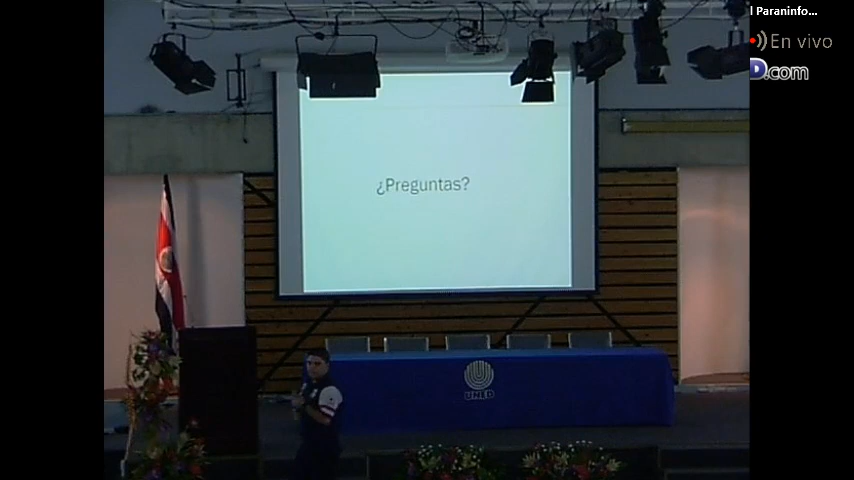 l Paraninfo...
En vivo
D.com
¿Preguntas?
UNED